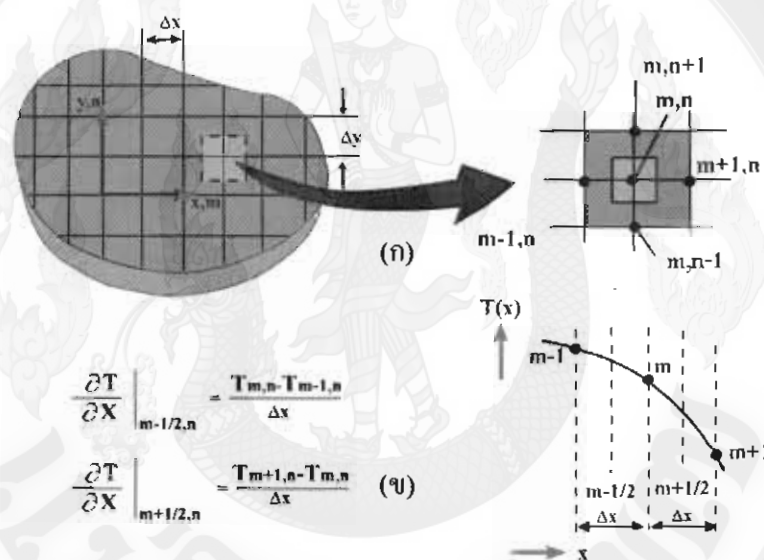 Δx
y,n
Δy
x,m
(ก)
m,n+1
m,n
m+1,n
m-1,n
m,n-1
T(x)
m-1
m
m+1
m-1/2 m+1/2
Δx Δx
x
∂T/∂X |m-1/2,n = Tm,n-Tm-1,n/Δx
∂T/∂X |m+1/2,n = Tm+1,n-Tm,n/Δx
(ข)